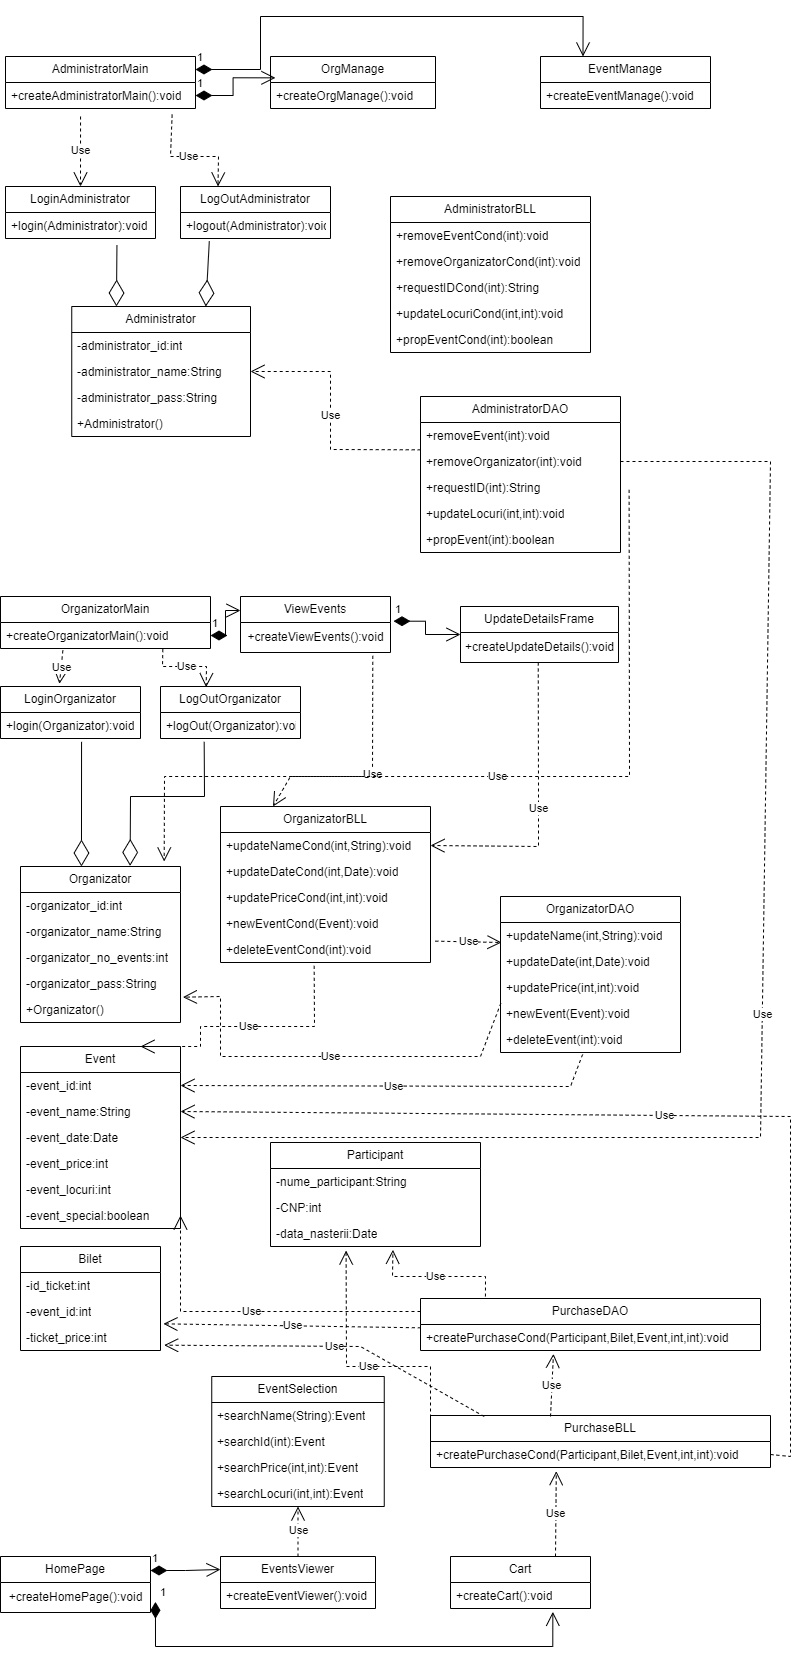 1
AdministratorMain
+createAdministratorMain():void
1
OrgManage
+createOrgManage():void
EventManage
+createEventManage():void
Use
Use
LoginAdministrator
+login(Administrator):void
LogOutAdministrator
+logout(Administrator):void
AdministratorBLL
+removeEventCond(int):void
+removeOrganizatorCond(int):void
+requestIDCond(int):String
+updateLocuriCond(int,int):void
+propEventCond(int):boolean
Administrator
-administrator_id:int
-administrator_name:String
-administrator_pass:String
+Administrator()
Use
AdministratorDAO
+removeEvent(int):void
+removeOrganizator(int):void
+requestID(int):String
+updateLocuri(int,int):void
+propEvent(int):boolean
OrganizatorMain
+createOrganizatorMain():void
1
ViewEvents
+createViewEvents():void
1
UpdateDetailsFrame
+createUpdateDetails():void
Use
Use
LoginOrganizator
+login(Organizator):void
LogOutOrganizator
+logOut(Organizator):voi
Use
Use
Use
OrganizatorBLL
+updateNameCond(int,String):void
+updateDateCond(int,Date):void
+updatePriceCond(int,int):void
+newEventCond(Event):void
+deleteEventCond(int):void
Organizator
-organizator_id:int
-organizator_name:String
-organizator_no_events:int
-organizator_pass:String
+Organizator()
Use
OrganizatorDAO
+updateName(int,String):void
+updateDate(int,Date):void
+updatePrice(int,int):void
+newEvent(Event):void
+deleteEvent(int):void
Use
Use
Use
Use
Use
Event
-event_id:int
-event_name:String
-event_date:Date
-event_price:int
-event_locuri:int
-event_special:boolean
Participant
-nume_participant:String
-CNP:int
-data_nasterii:Date
Bilet
-id_ticket:int
-event_id:int
-ticket_price:int
Use
Use
Use
Use
Use
PurchaseDAO
+createPurchaseCond(Participant,Bilet,Event,int,int):void
Use
EventSelection
+searchName(String):Event
+searchId(int):Event
+searchPrice(int,int):Event
+searchLocuri(int,int):Event
PurchaseBLL
+createPurchaseCond(Participant,Bilet,Event,int,int):void
Use
Use
HomePage
+createHomePage():void
1
1
EventsViewer
+createEventViewer():void
Cart
+createCart():void